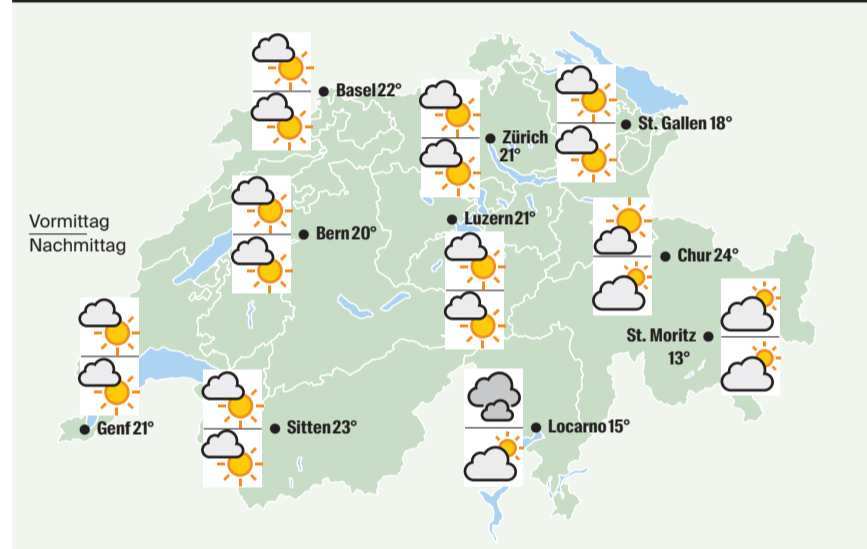 Basel 22°
St. Gallen 18°
Zürich
21°
Luzern 21°
Vormittag
Nachmittag
Bern 20°
Chur 24°
St. Moritz
13°
Genf 21°
Sitten 23°
Locarno 15°